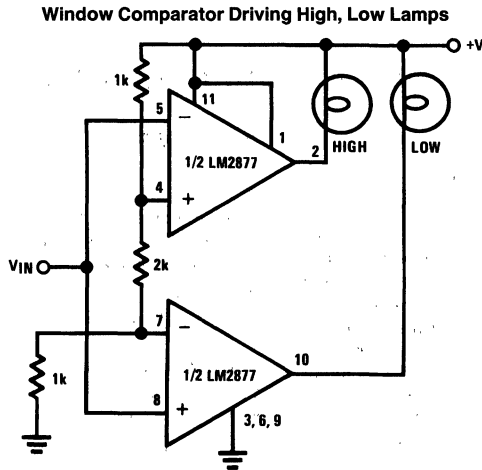 Window Comparator Driving High, Low Lamps
+V
1k
11
5
−
1
1/2 LM2877
2
HIGH
LOW
4
+
VIN
2k
7
−
10
1k
1/2 LM2877
8
+
3, 6, 9